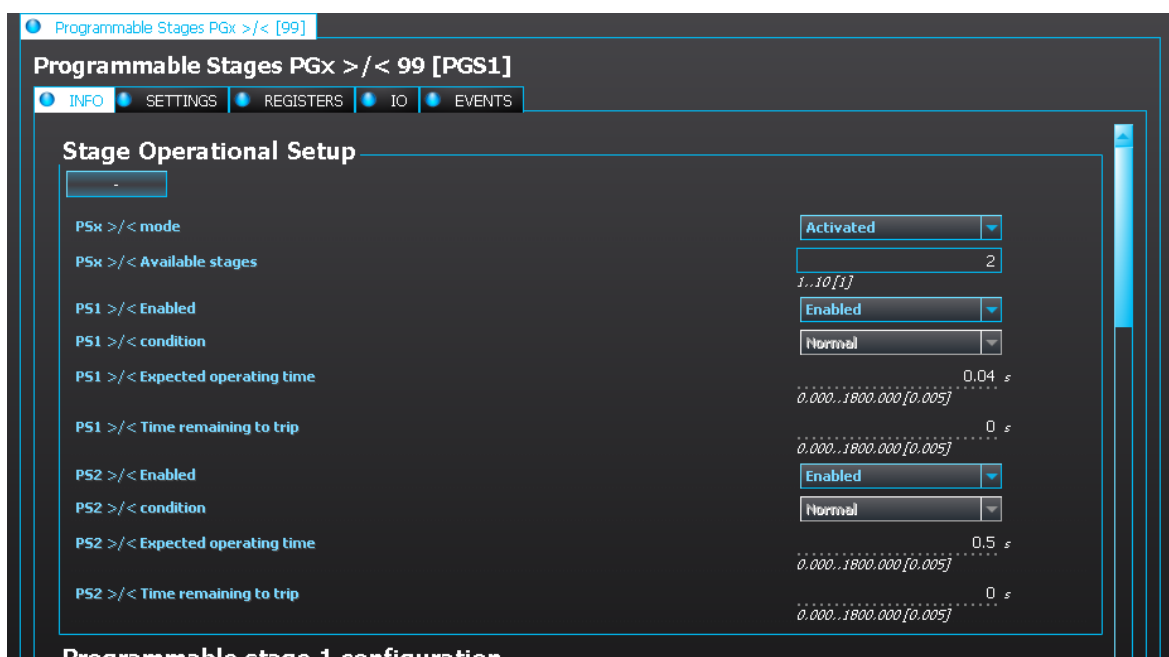 Programmable Stages PGx >/< [99]
Programmable Stages PGx >/< 99 [PGS1]
INFO SETTINGS REGISTERS IO EVENTS
Stage Operational Setup
-
PSx >/< mode Activated
PSx >/< Available stages 2
1..10 [1]
PS1 >/< Enabled Enabled
PS1 >/< condition Normal
PS1 >/< Expected operating time 0.04 s
0.000..1800.000 [0.005]
PS1 >/< Time remaining to trip 0 s
0.000..1800.000 [0.005]
PS2 >/< Enabled Enabled
PS2 >/< condition Normal
PS2 >/< Expected operating time 0.5 s
0.000..1800.000 [0.005]
PS2 >/< Time remaining to trip 0 s
0.000..1800.000 [0.005]
Programmable stage 1 configuration